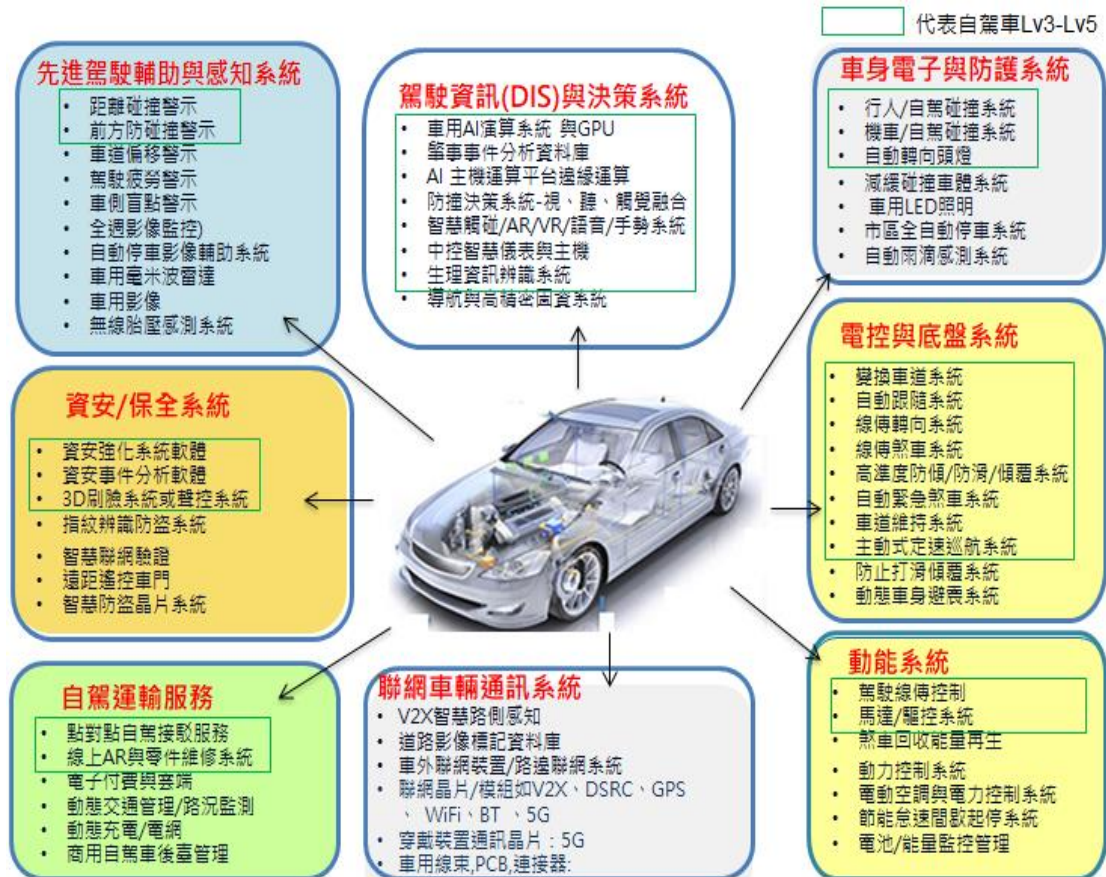 代表自駕車Lv3-Lv5
先進駕駛輔助與感知系統
• 距離碰撞警示
• 前方防碰撞警示
• 車道偏移警示
• 駕駛疲勞警示
• 車側盲點警示
• 全週影像監控)
• 自動停車影像輔助系統
• 車用毫米波雷達
• 車用影像
• 無線胎壓感測系統
駕駛資訊(DIS)與決策系統
• 車用AI演算系統 與GPU
• 肇事事件分析資料庫
• AI 主機運算平台邊緣運算
• 防撞決策系統-視、聽、觸覺融合
• 智慧觸碰/AR/VR/語音/手勢系統
• 中控智慧儀表與主機
• 生理資訊辨識系統
• 導航與高精密圖資系統
車身電子與防護系統
• 行人/自駕碰撞系統
• 機車/自駕碰撞系統
• 自動轉向頭燈
• 減緩碰撞車體系統
• 車用LED照明
• 市區全自動停車系統
• 自動雨滴感測系統
資安/保全系統
• 資安強化系統軟體
• 資安事件分析軟體
• 3D刷臉系統或聲控系統
• 指紋辨識防盜系統
• 智慧聯網驗證
• 遠距遙控車門
• 智慧防盜晶片系統
電控與底盤系統
• 變換車道系統
• 自動跟隨系統
• 線傳轉向系統
• 線傳煞車系統
• 高準度防傾/防滑/傾覆系統
• 自動緊急煞車系統
• 車道維持系統
• 主動式定速巡航系統
• 防止打滑傾覆系統
• 動態車身避震系統
自駕運輸服務
• 點對點自駕接駁服務
• 線上AR與零件維修系統
• 電子付費與雲端
• 動態交通管理/路況監測
• 動態充電/電網
• 商用自駕車後臺管理
聯網車輛通訊系統
• V2X智慧路側感知
• 道路影像標記資料庫
• 車外聯網裝置/路邊聯網系統
• 聯網晶片/模組如V2X、DSRC、GPS
、 WiFi、BT 、5G
• 穿戴裝置通訊晶片：5G
• 車用線束,PCB,連接器:
動能系統
• 駕駛線傳控制
• 馬達/驅控系統
• 煞車回收能量再生
• 動力控制系統
• 電動空調與電力控制系統
• 節能怠速間歇起停系統
• 電池/能量監控管理